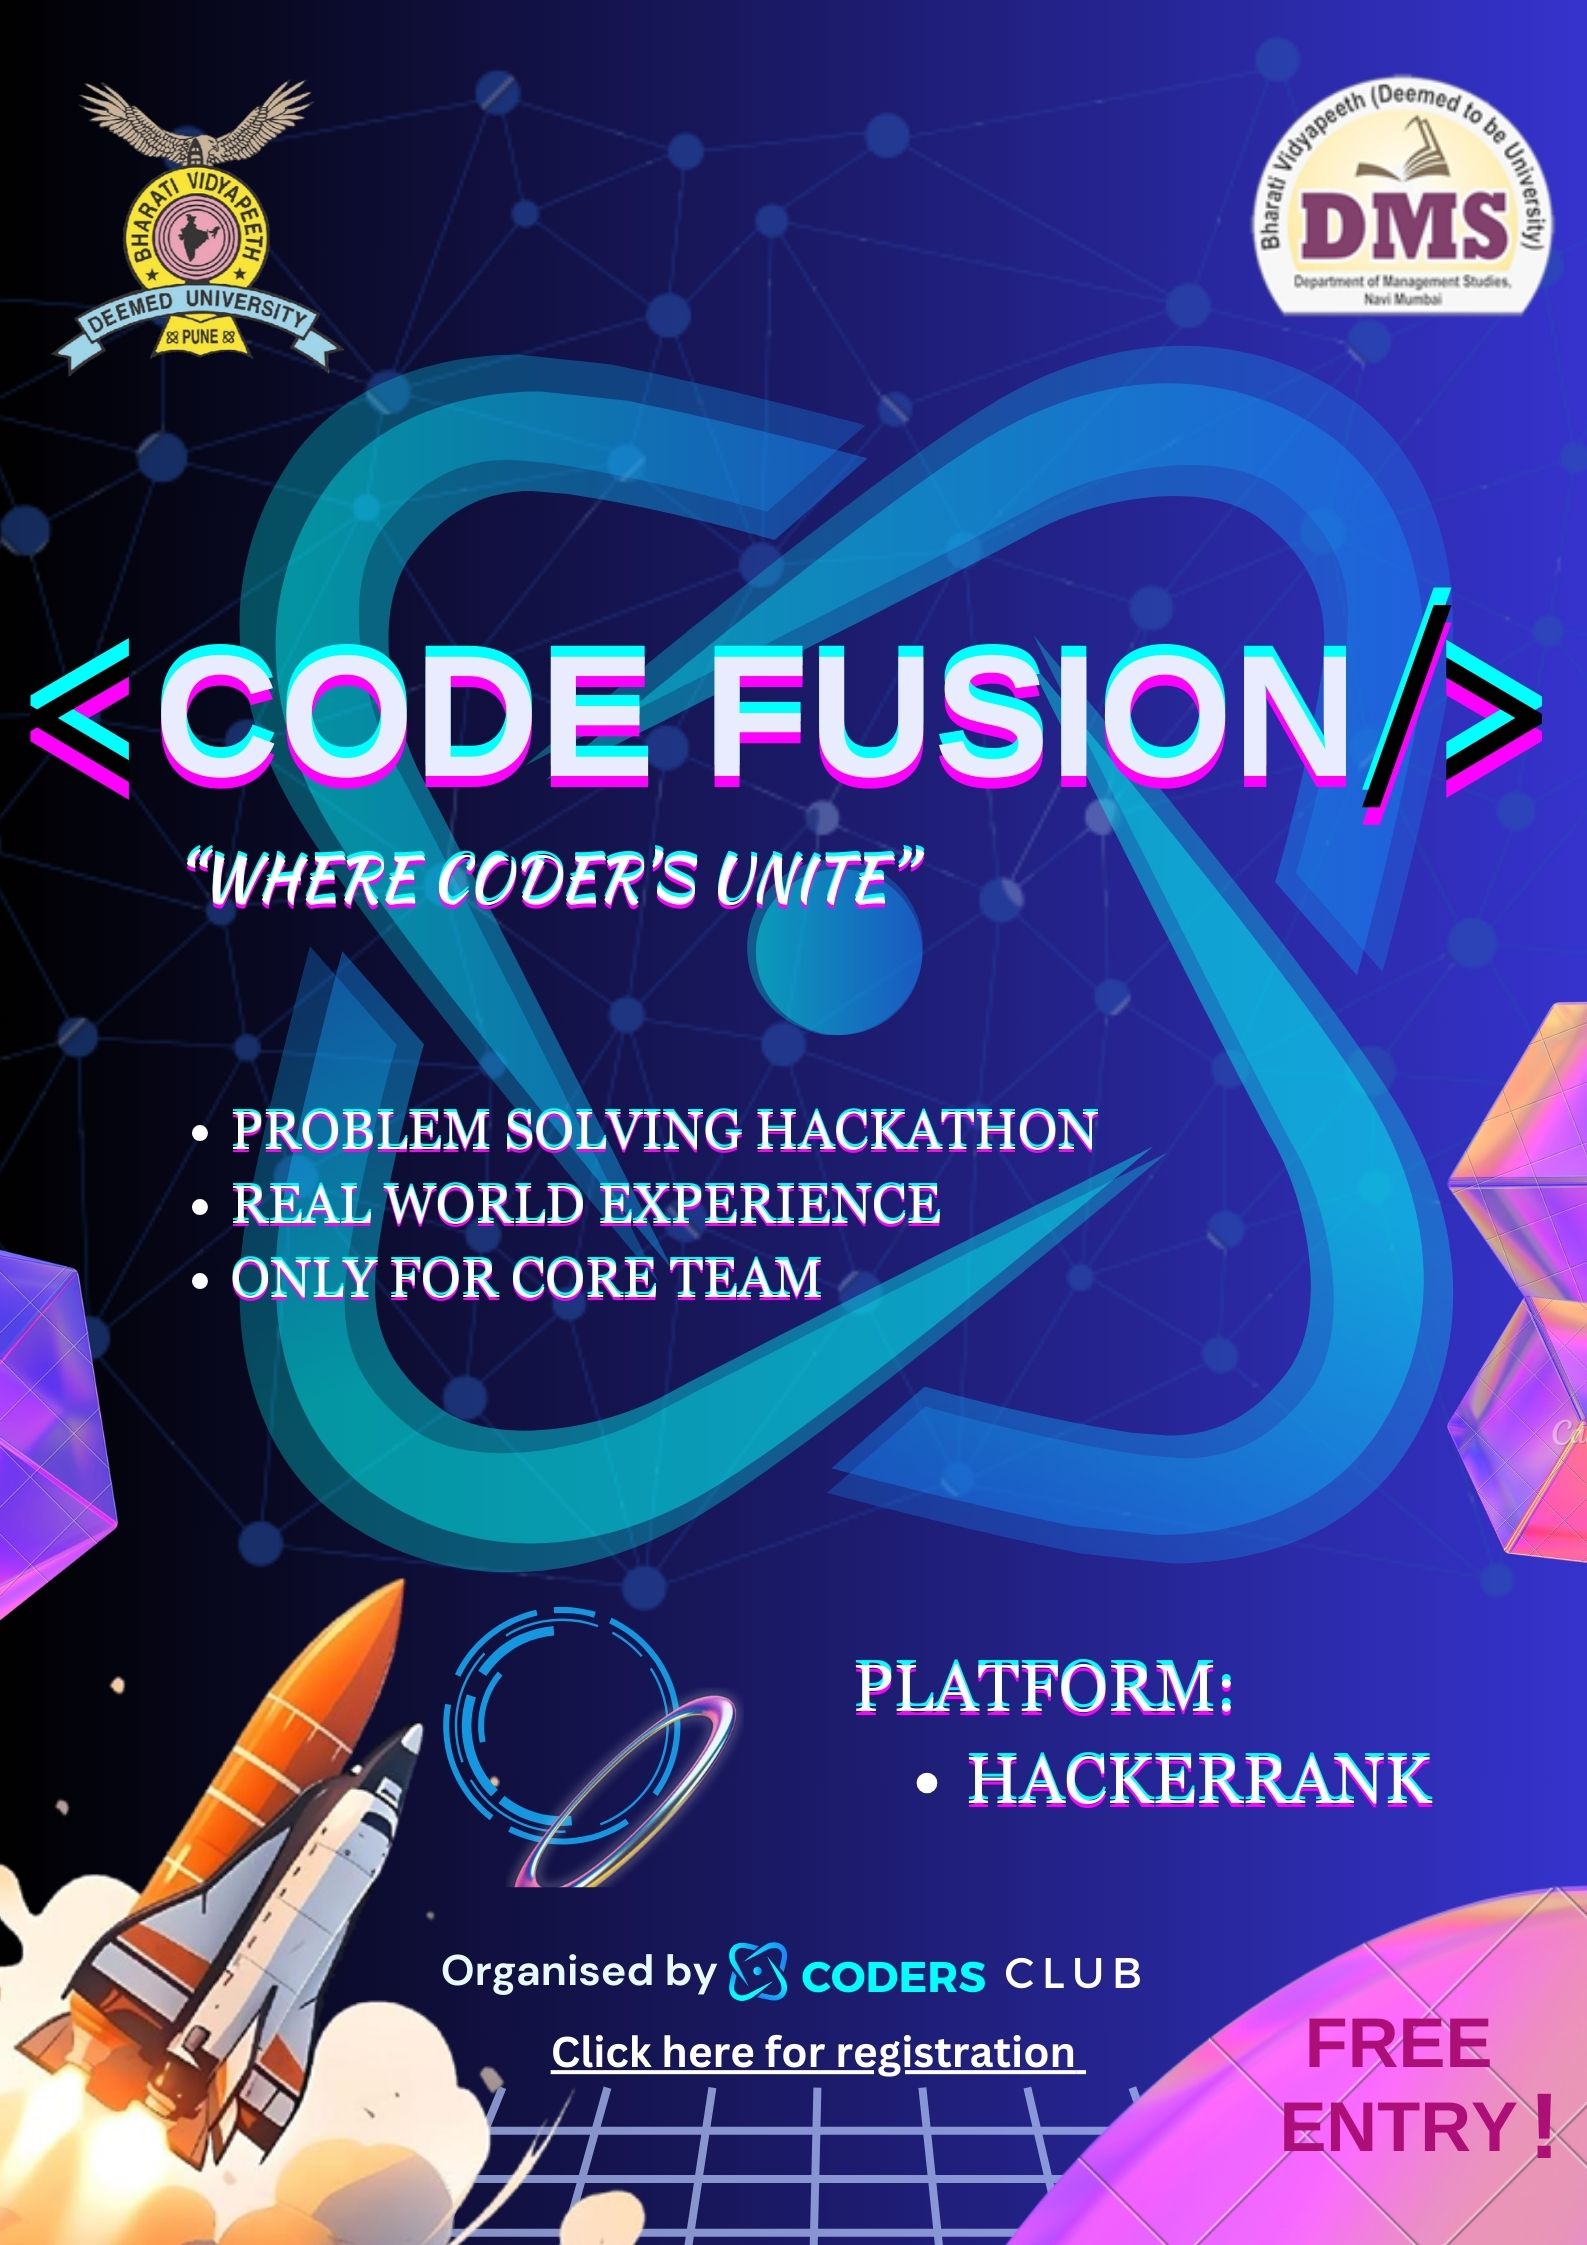 BHARATI VIDYAPEETH
DEEMED UNIVERSITY
PUNE
Bharati Vidyapeeth (Deemed to be University)
DMS
Department of Management Studies,
Navi Mumbai
<CODE FUSION/>
“WHERE CODER’S UNITE”
• PROBLEM SOLVING HACKATHON
• REAL WORLD EXPERIENCE
• ONLY FOR CORE TEAM
PLATFORM:
• HACKERRANK
Organised by CODERS CLUB
Click here for registration
FREE
ENTRY !